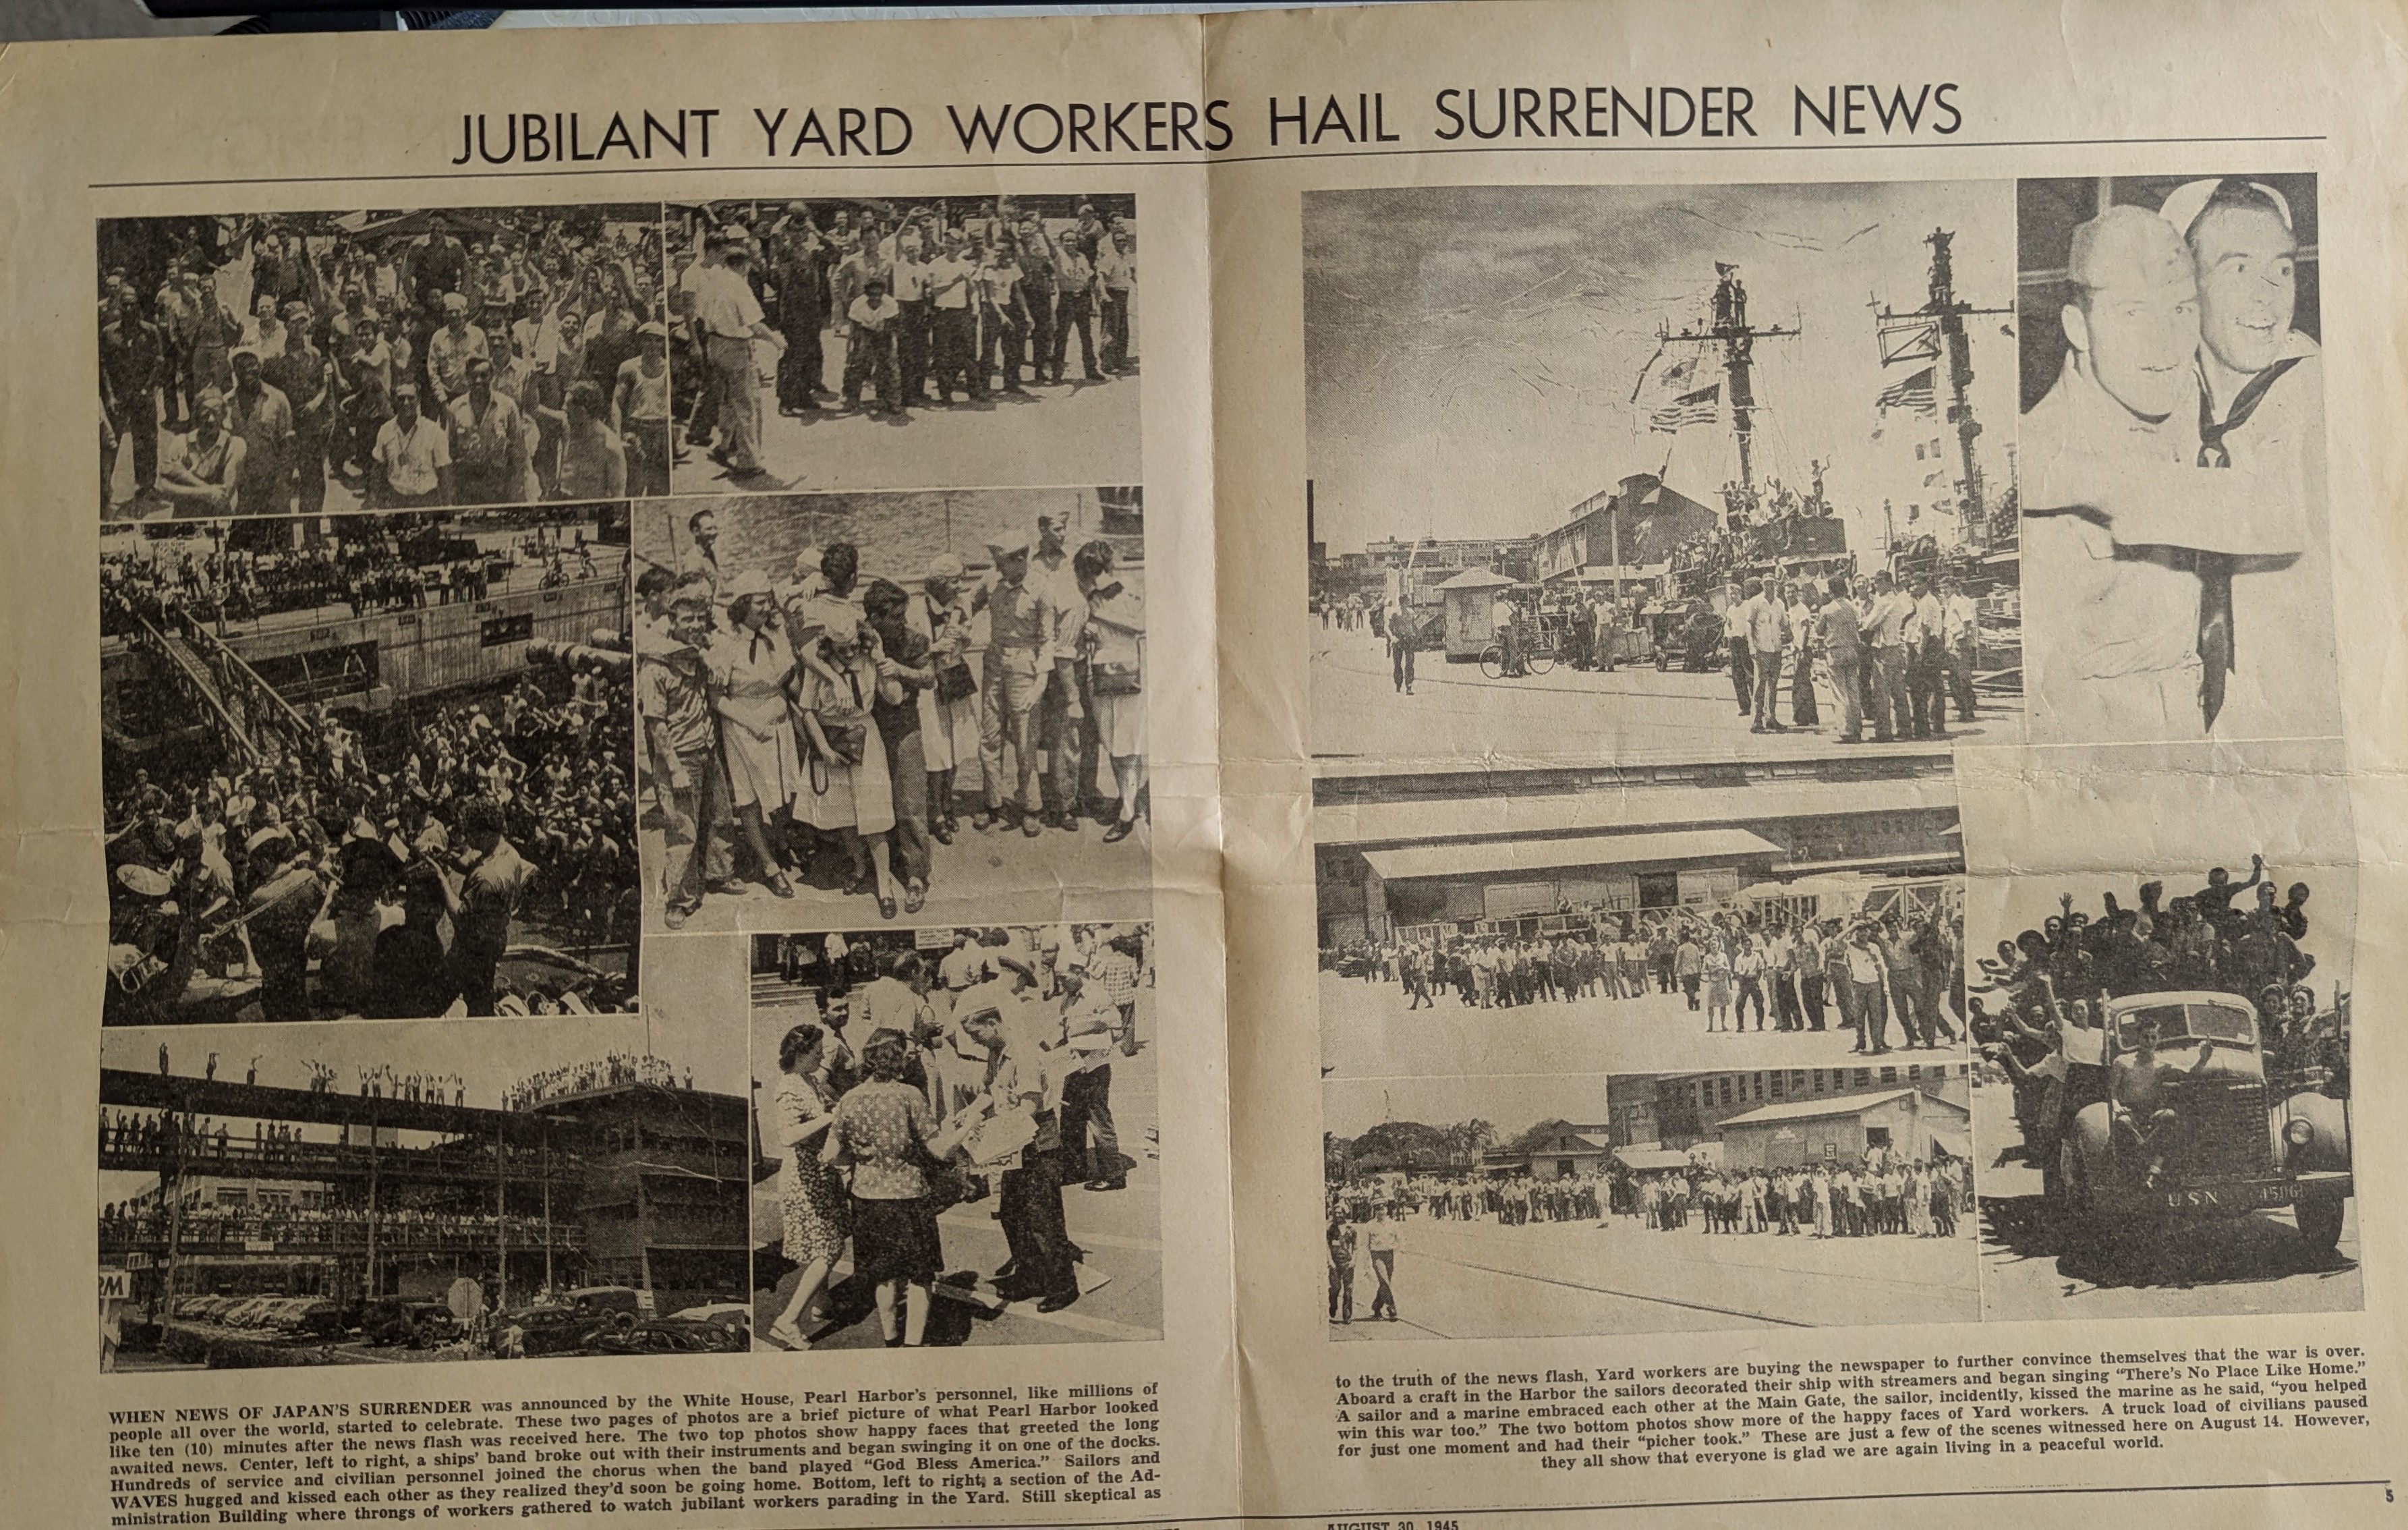 JUBILANT YARD WORKERS HAIL SURRENDER NEWS
RM
USN
WHEN NEWS OF JAPAN'S SURRENDER was announced by the White House, Pearl Harbor's personnel, like millions of
people all over the world, started to celebrate. These two pages of photos are a brief picture of what Pearl Harbor looked
like ten (10) minutes after the news flash was received here. The two top photos show happy faces that greeted the long
awaited news. Center, left to right, a ships' band broke out with their instruments and began swinging it on one of the docks.
Hundreds of service and civilian personnel joined the chorus when the band played "God Bless America." Sailors and
WAVES hugged and kissed each other as they realized they'd soon be going home. Bottom, left to right, a section of the Ad-
ministration Building where throngs of workers gathered to watch jubilant workers parading in the Yard. Still skeptical as
to the truth of the news flash, Yard workers are buying the newspaper to further convince themselves that the war is over.
Aboard a craft in the Harbor the sailors decorated their ship with streamers and began singing "There's No Place Like Home."
A sailor and a marine embraced each other at the Main Gate, the sailor, incidently, kissed the marine as he said, "you helped
win this war too." The two bottom photos show more of the happy faces of Yard workers. A truck load of civilians paused
for just one moment and had their "picher took." These are just a few of the scenes witnessed here on August 14. However,
they all show that everyone is glad we are again living in a peaceful world.
5
AUGUST 30, 1945